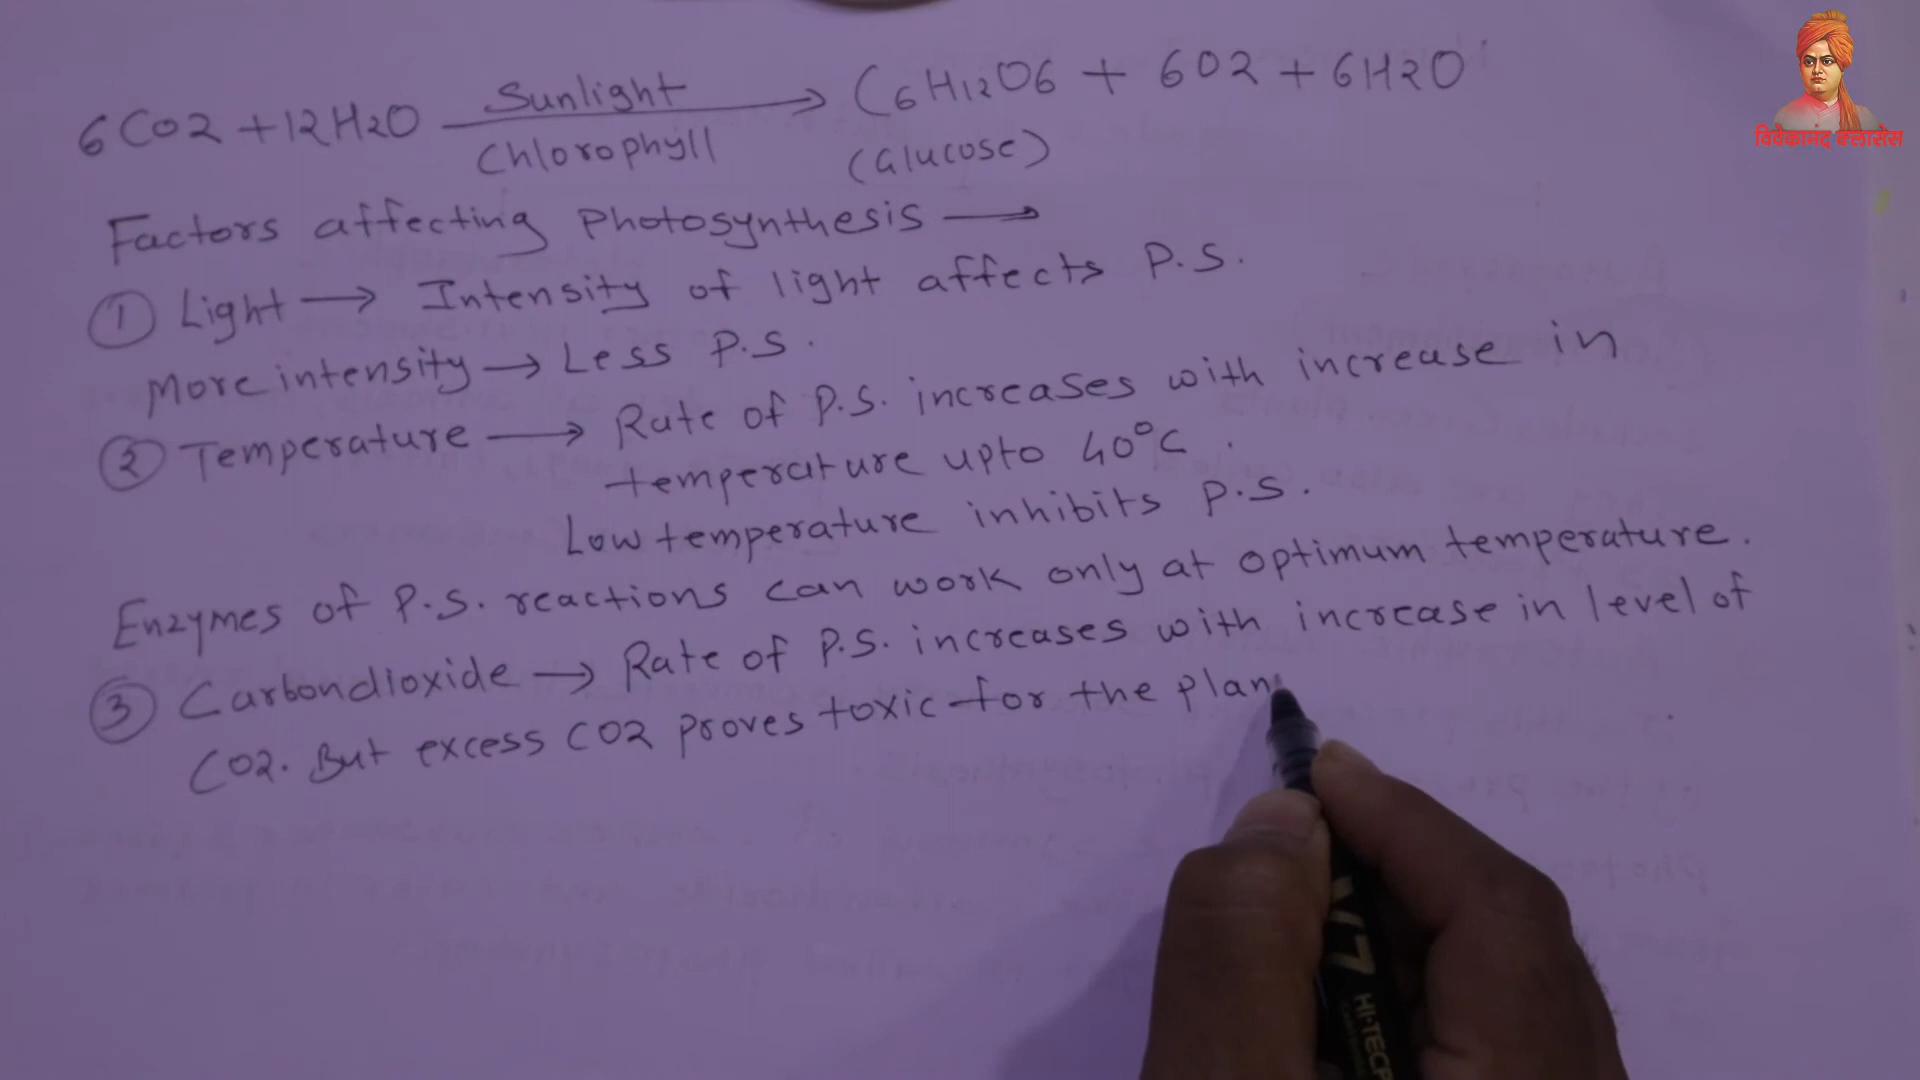 6CO2 + 12H2O Sunlight → C6H12O6 + 6O2 + 6H2O
Chlorophyll (Glucose)
Factors affecting Photosynthesis →
① Light → Intensity of light affects P.S.
More intensity → Less P.S.
② Temperature → Rate of P.S. increases with increase in
temperature upto 40°C.
Low temperature inhibits P.S.
Enzymes of P.S. reactions can work only at optimum temperature.
③ Carbondioxide → Rate of P.S. increases with increase in level of
CO2. But excess CO2 proves toxic for the plan
विवेकानंद क्लासेस
V7
HI-TECP